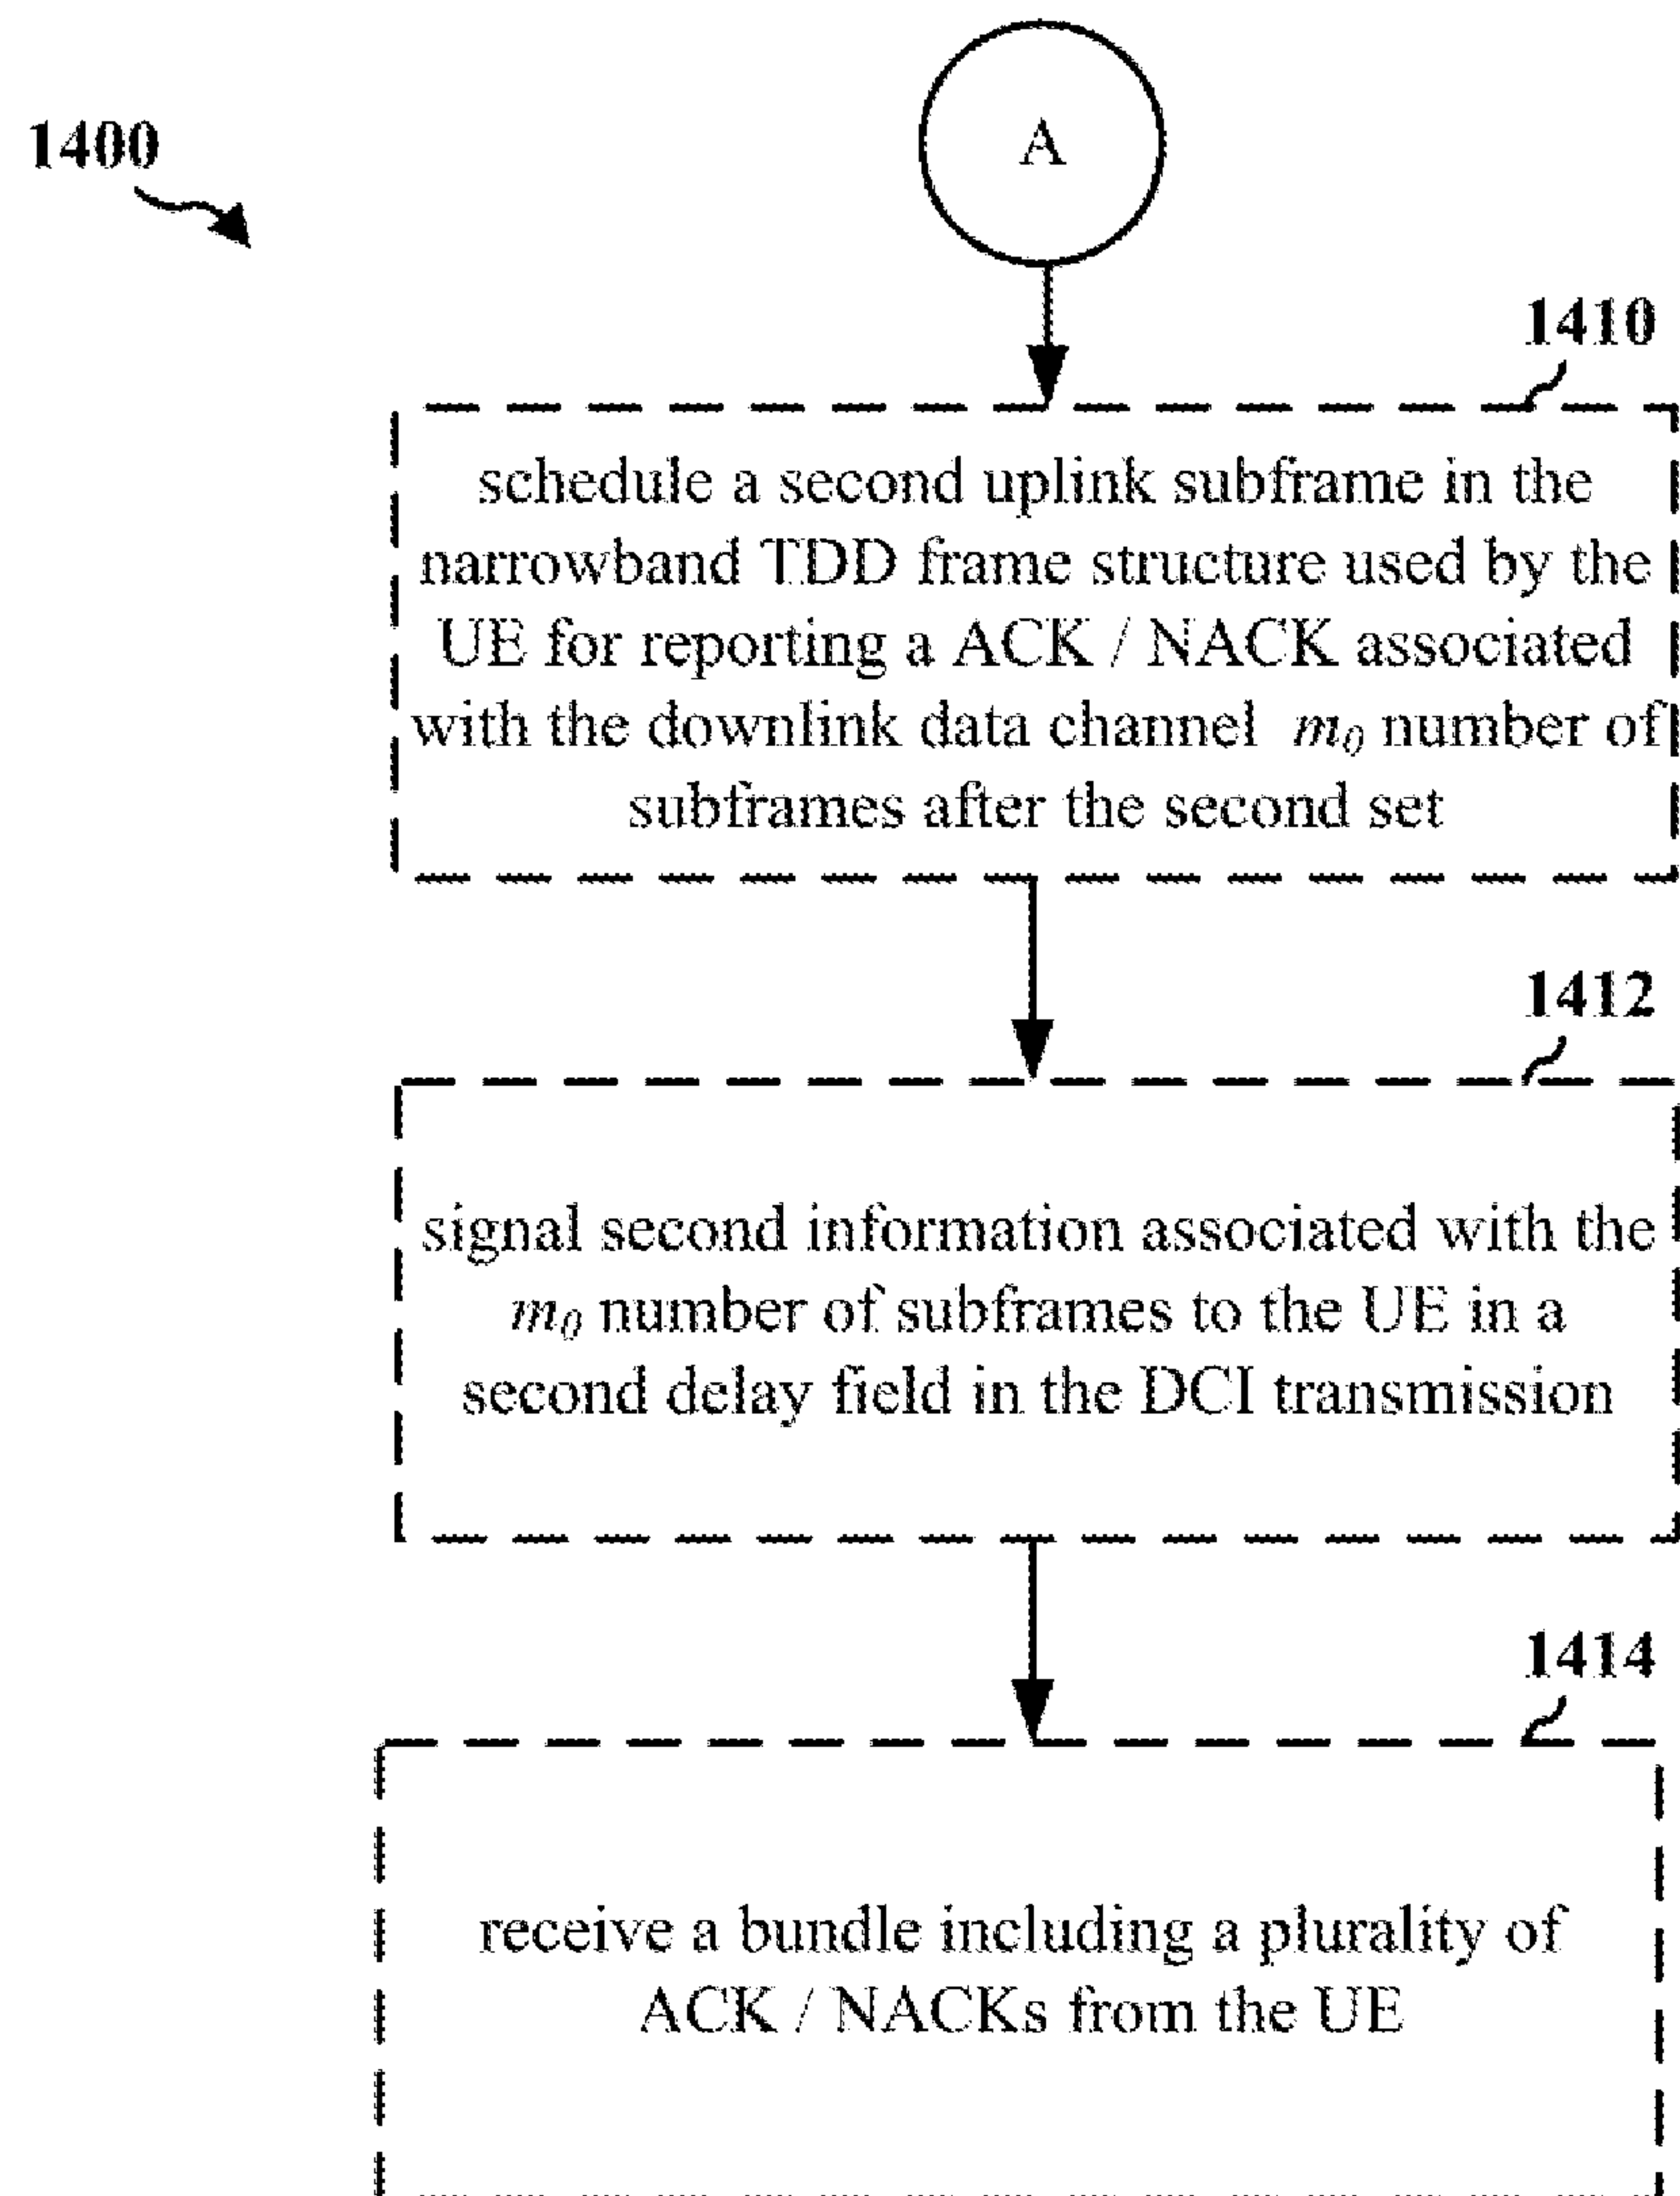 1400
A
1410
schedule a second uplink subframe in the
narrowband TDD frame structure used by the
UE for reporting a ACK / NACK associated
with the downlink data channel m₀ number of
subframes after the second set
1412
signal second information associated with the
m₀ number of subframes to the UE in a
second delay field in the DCI transmission
1414
receive a bundle including a plurality of
ACK / NACKs from the UE